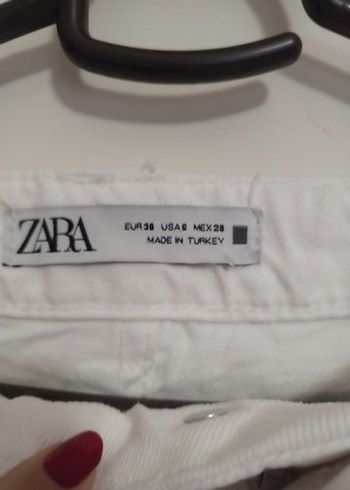 ZARA
EUR 38 USA 6 MEX 28
MADE IN TURKEY